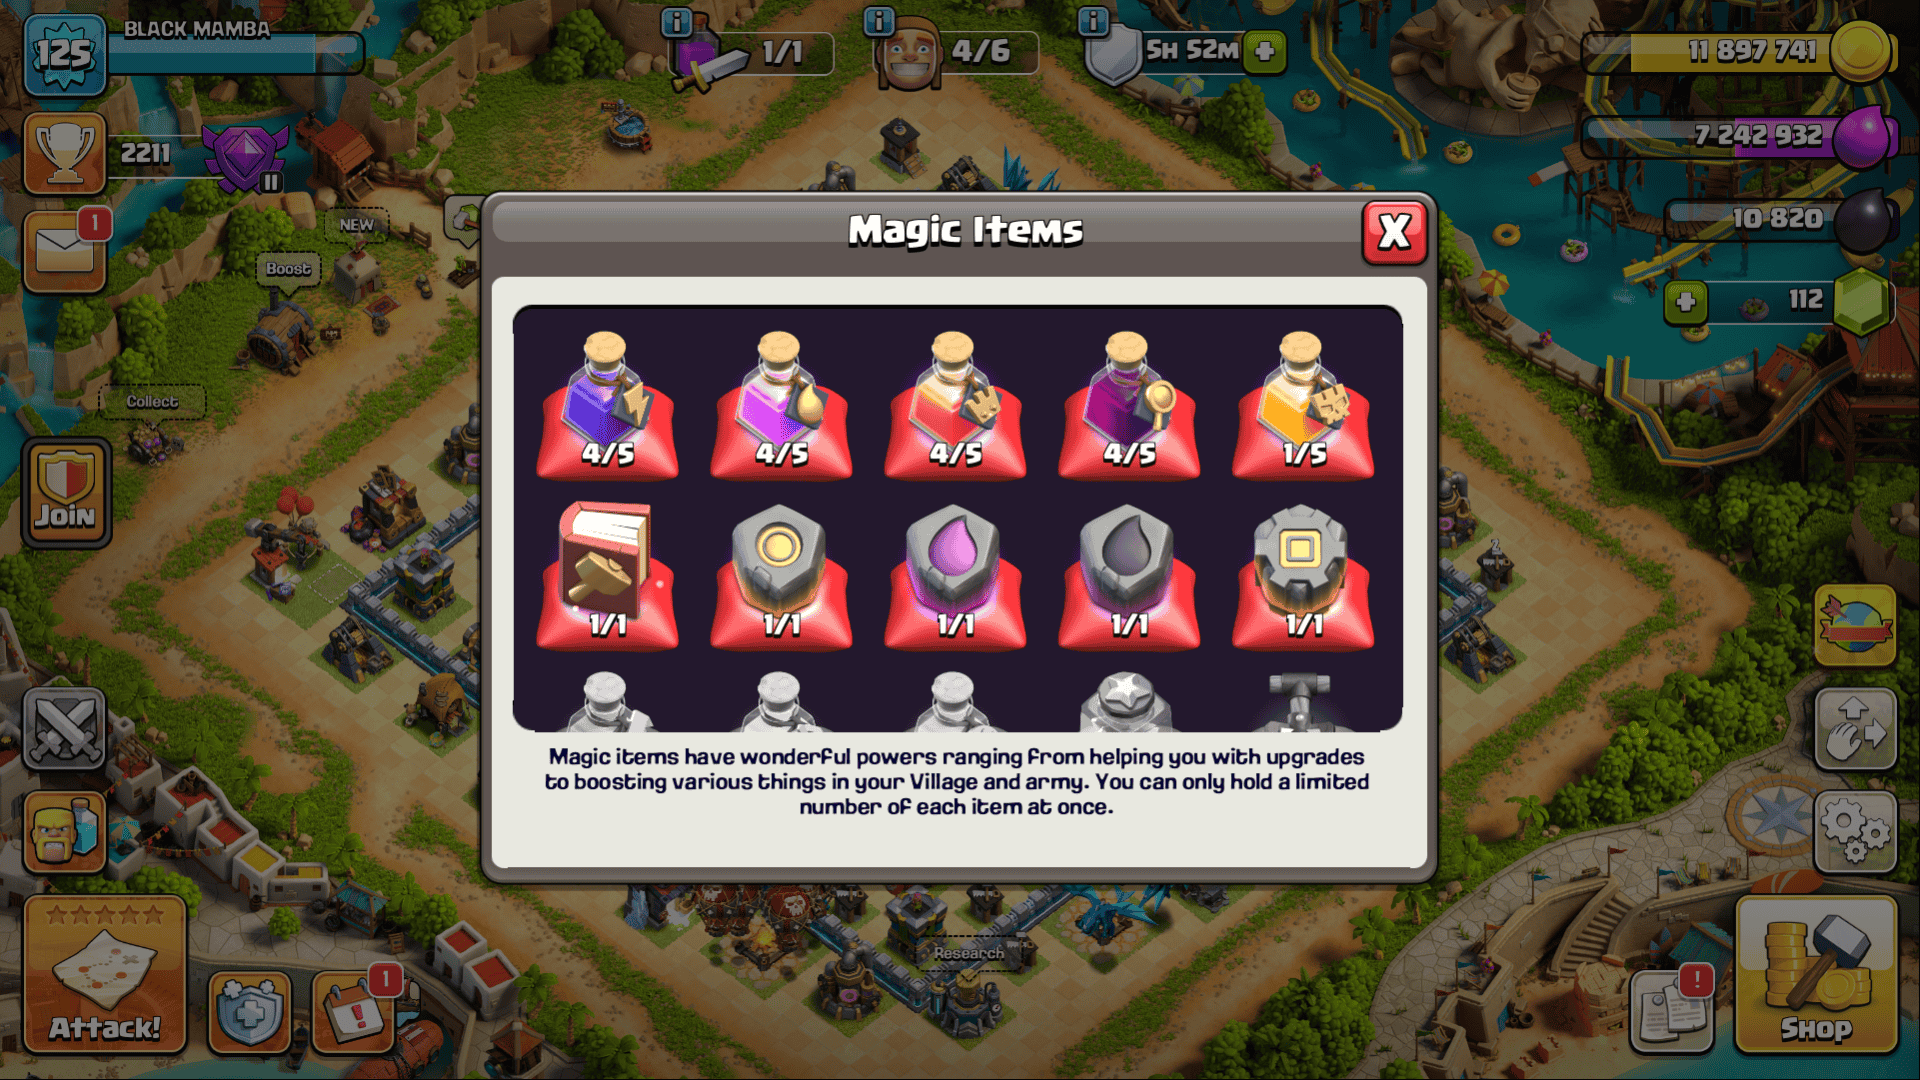 125
BLACK MAMBA
1/1
4/6
5H 52M
11 897 741
2211
II
7 242 932
1
NEW
10 820
Boost
112
Magic Items
X
Collect
4/5
4/5
4/5
4/5
1/5
JOIN
1/1
1/1
1/1
1/1
1/1
2
Magic items have wonderful powers ranging from helping you with upgrades
to boosting various things in your Village and army. You can only hold a limited
number of each item at once.
Research
1
!
Attack!
SHOP